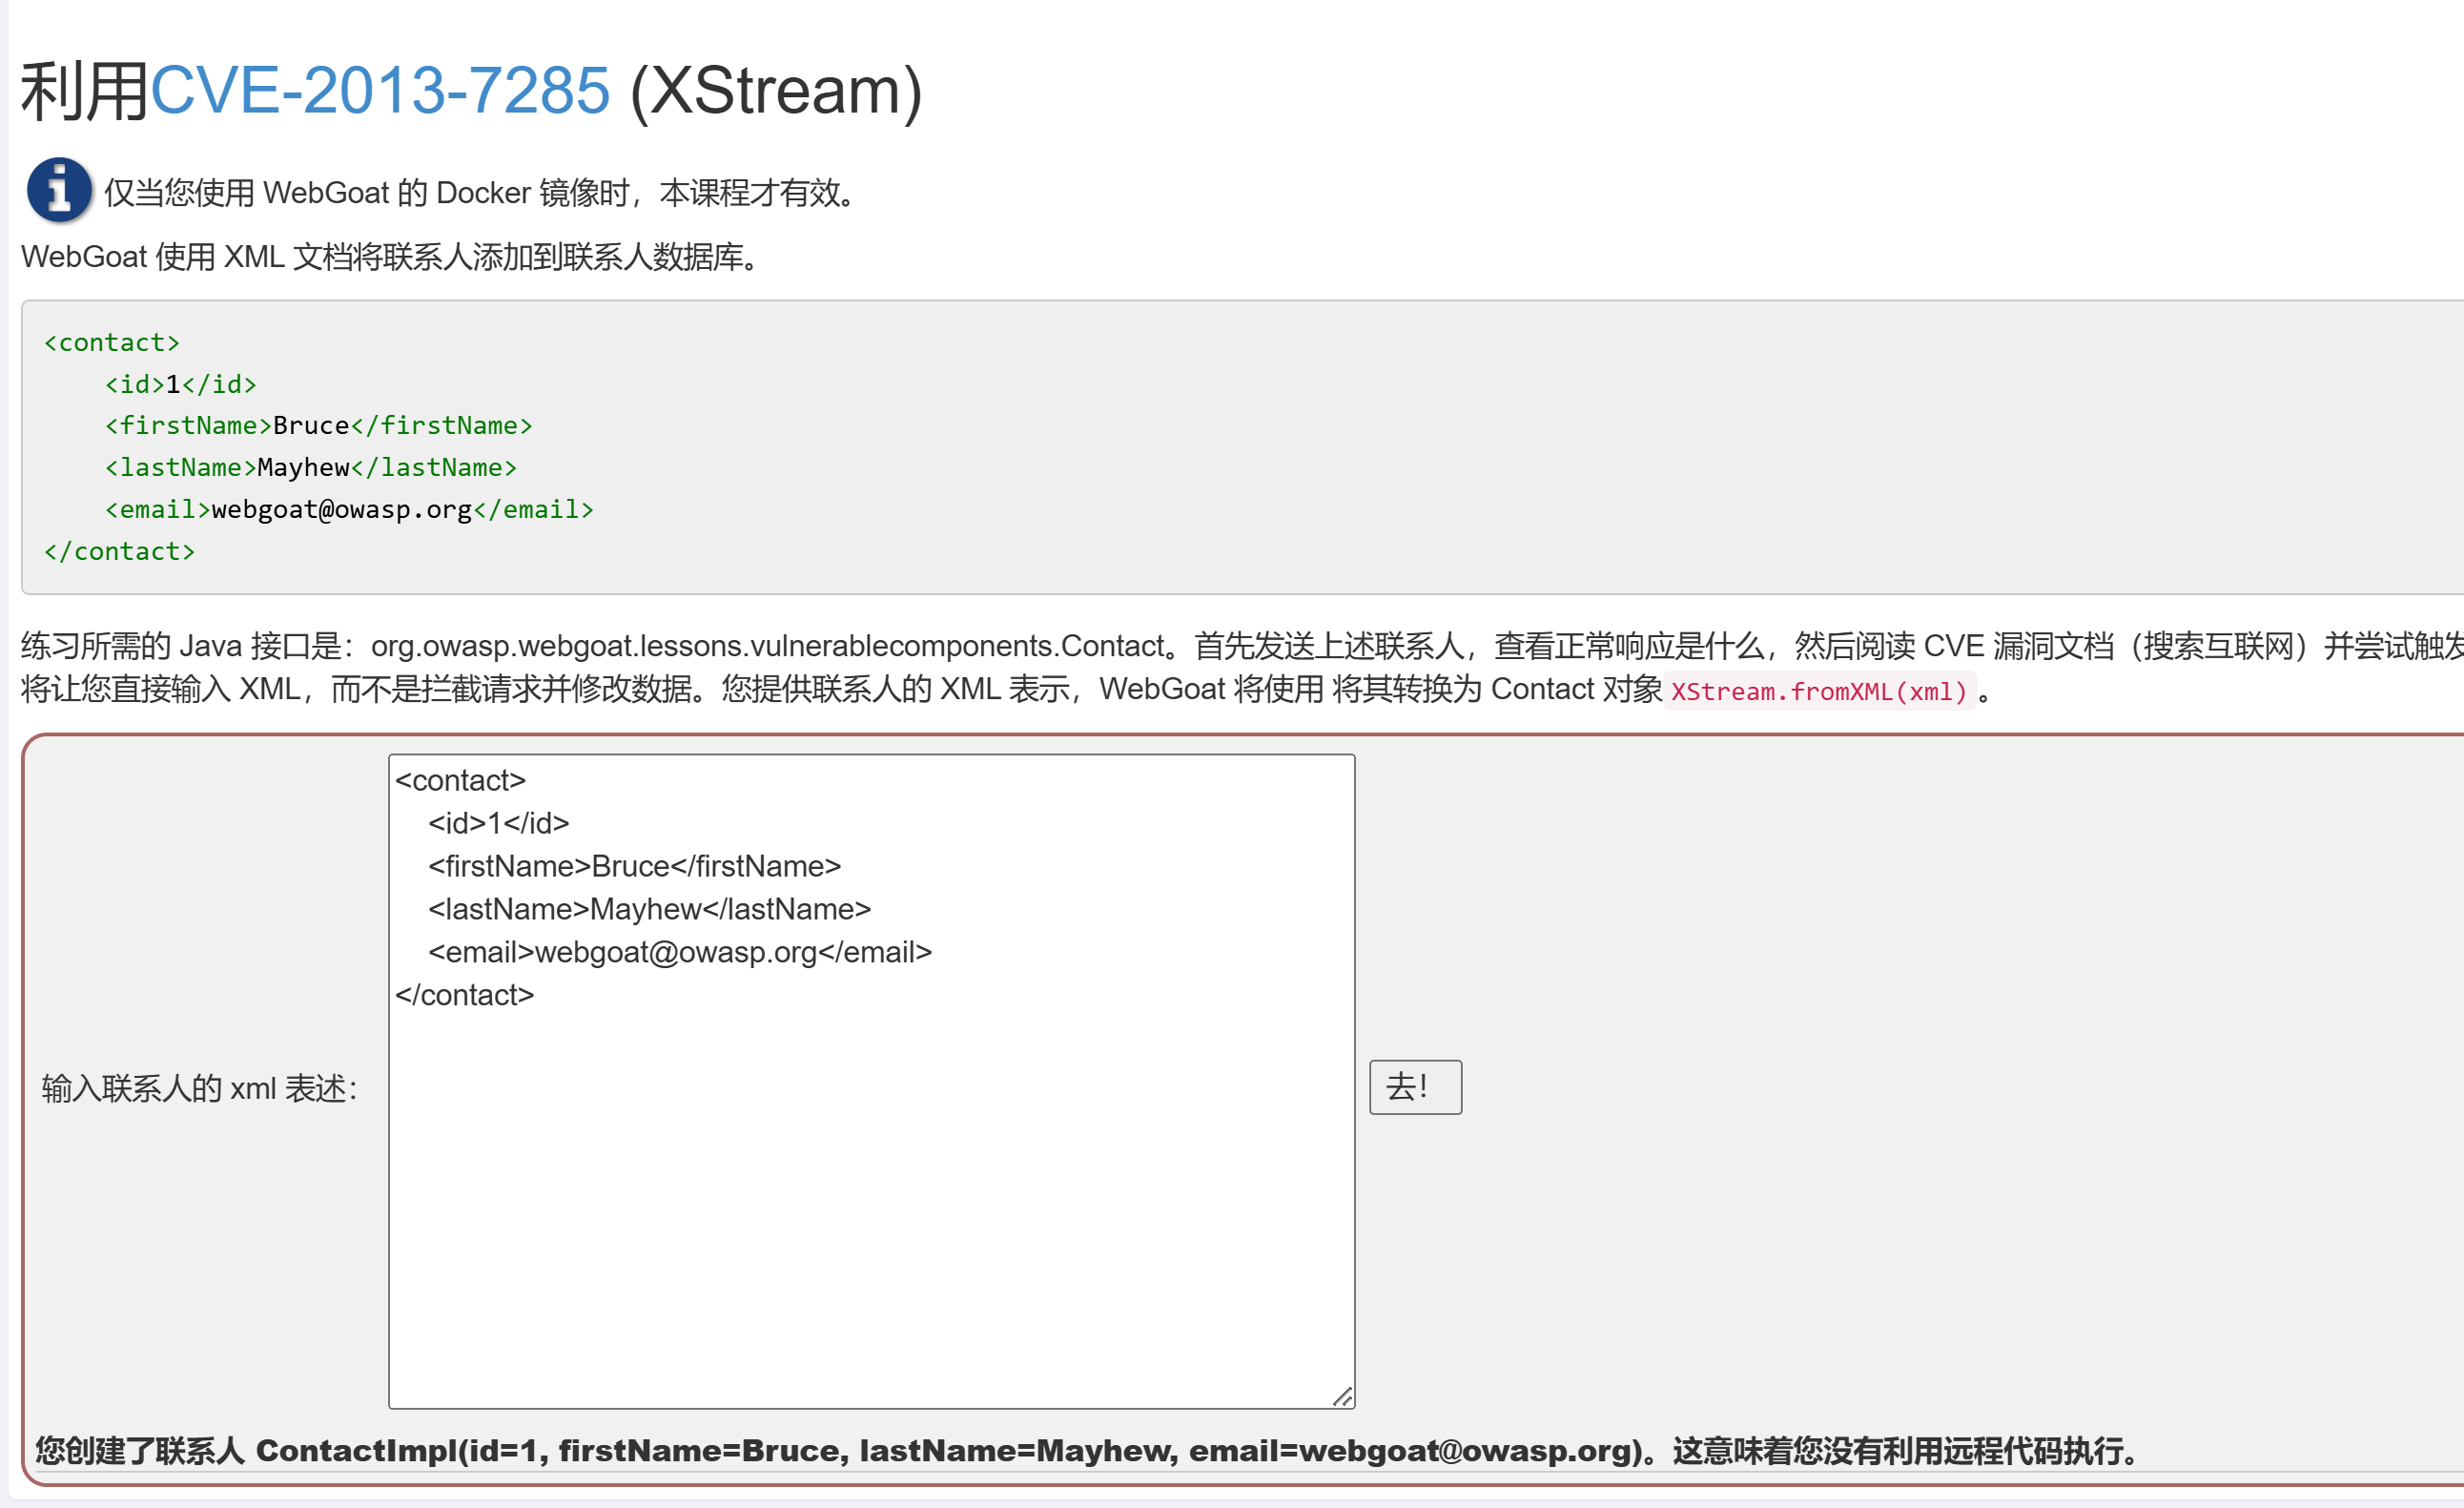 利用CVE-2013-7285 (XStream)
仅当您使用 WebGoat 的 Docker 镜像时，本课程才有效。
WebGoat 使用 XML 文档将联系人添加到联系人数据库。
<contact>
    <id>1</id>
    <firstName>Bruce</firstName>
    <lastName>Mayhew</lastName>
    <email>webgoat@owasp.org</email>
</contact>
练习所需的 Java 接口是：org.owasp.webgoat.lessons.vulnerablecomponents.Contact。首先发送上述联系人，查看正常响应是什么，然后阅读 CVE 漏洞文档（搜索互联网）并尝试触发
将让您直接输入 XML，而不是拦截请求并修改数据。您提供联系人的 XML 表示，WebGoat 将使用 将其转换为 Contact 对象 XStream.fromXML(xml) 。
<contact>
    <id>1</id>
    <firstName>Bruce</firstName>
    <lastName>Mayhew</lastName>
    <email>webgoat@owasp.org</email>
</contact>
输入联系人的 xml 表述：
去！
您创建了联系人 ContactImpl(id=1, firstName=Bruce, lastName=Mayhew, email=webgoat@owasp.org)。这意味着您没有利用远程代码执行。